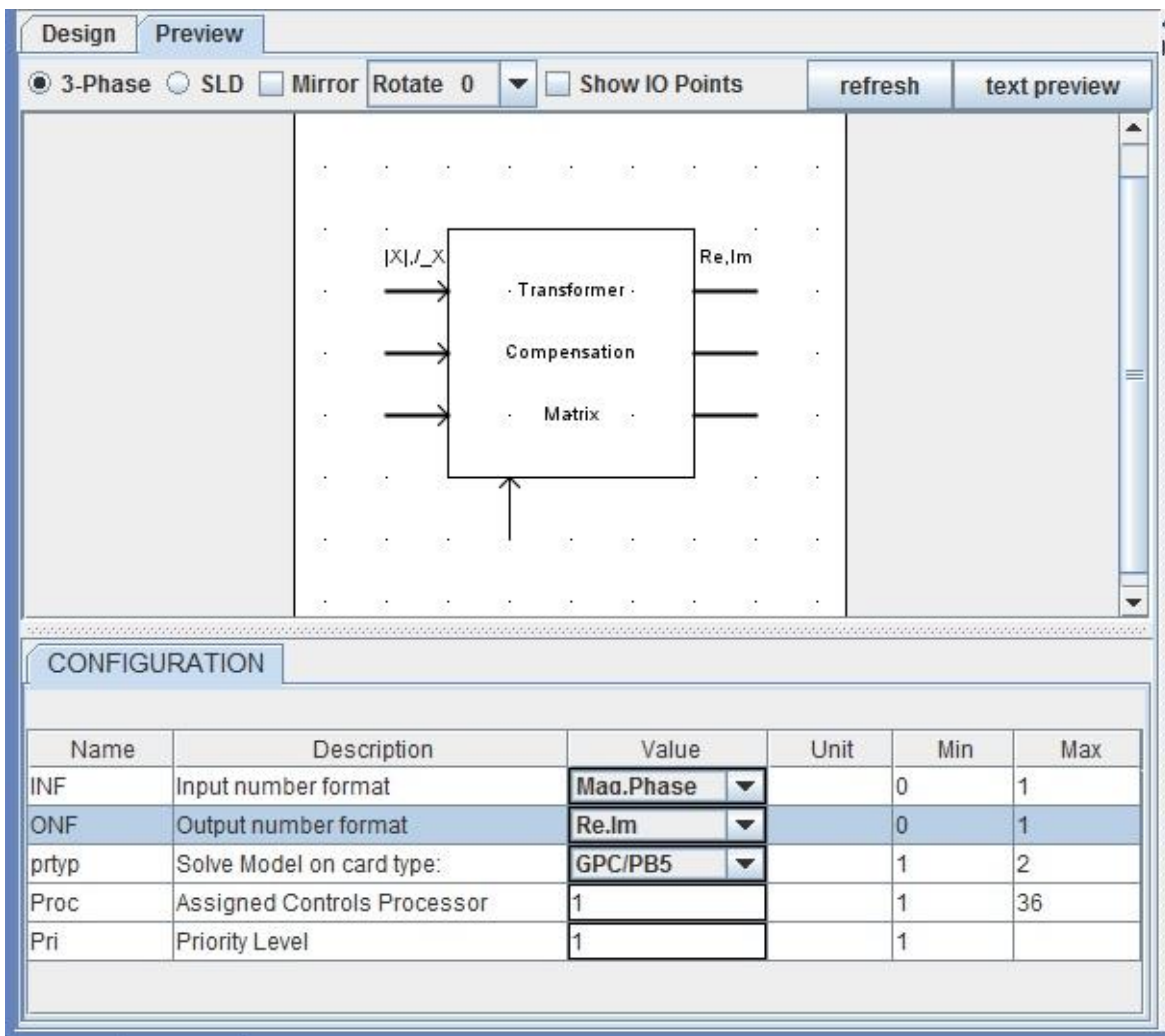 Design Preview
3-Phase SLD Mirror Rotate 0 Show IO Points refresh text preview
|X|,/_X Re,Im
Transformer
Compensation
Matrix
CONFIGURATION
Name Description Value Unit Min Max
INF Input number format Mag.Phase 0 1
ONF Output number format Re.Im 0 1
prtyp Solve Model on card type: GPC/PB5 1 2
Proc Assigned Controls Processor 1 1 36
Pri Priority Level 1 1